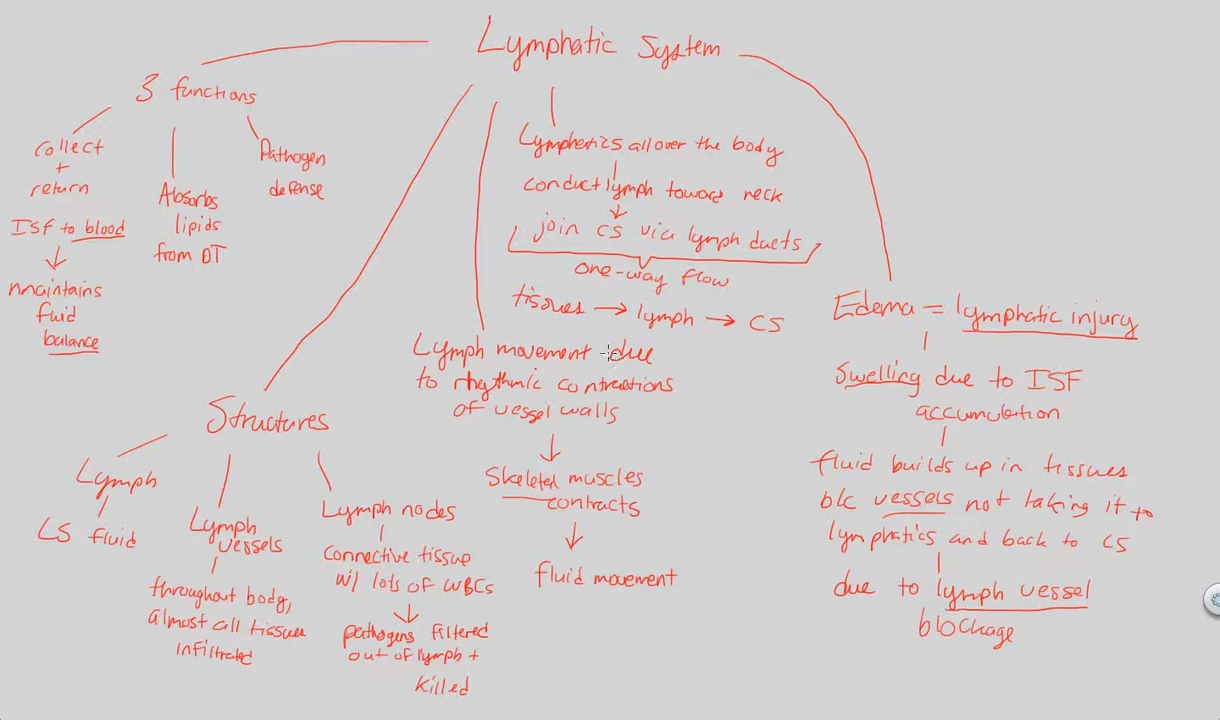 Lymphatic System
3 functions
collect
+
return
ISF to blood
maintains
fluid
balance
Absorbs
lipids
from DT
Pathogen
defense
Structures
Lymph
LS fluid
Lymph
vessels
throughout body,
almost all tissues
infiltrated
Lymph nodes
connective tissue
w/ lots of WBCs
pathogens filtered
out of lymph +
killed
Lymph movement due
to rhythmic contractions
of vessel walls
Skeletal muscles
contracts
fluid movement
Lymphatics all over the body
conduct lymph toward neck
join CS via lymph ducts
one-way flow
tissues → lymph → CS
Edema = lymphatic injury
Swelling due to ISF
accumulation
fluid builds up in tissues
b/c vessels not taking it to
lymphatics and back to CS
due to lymph vessel
blockage